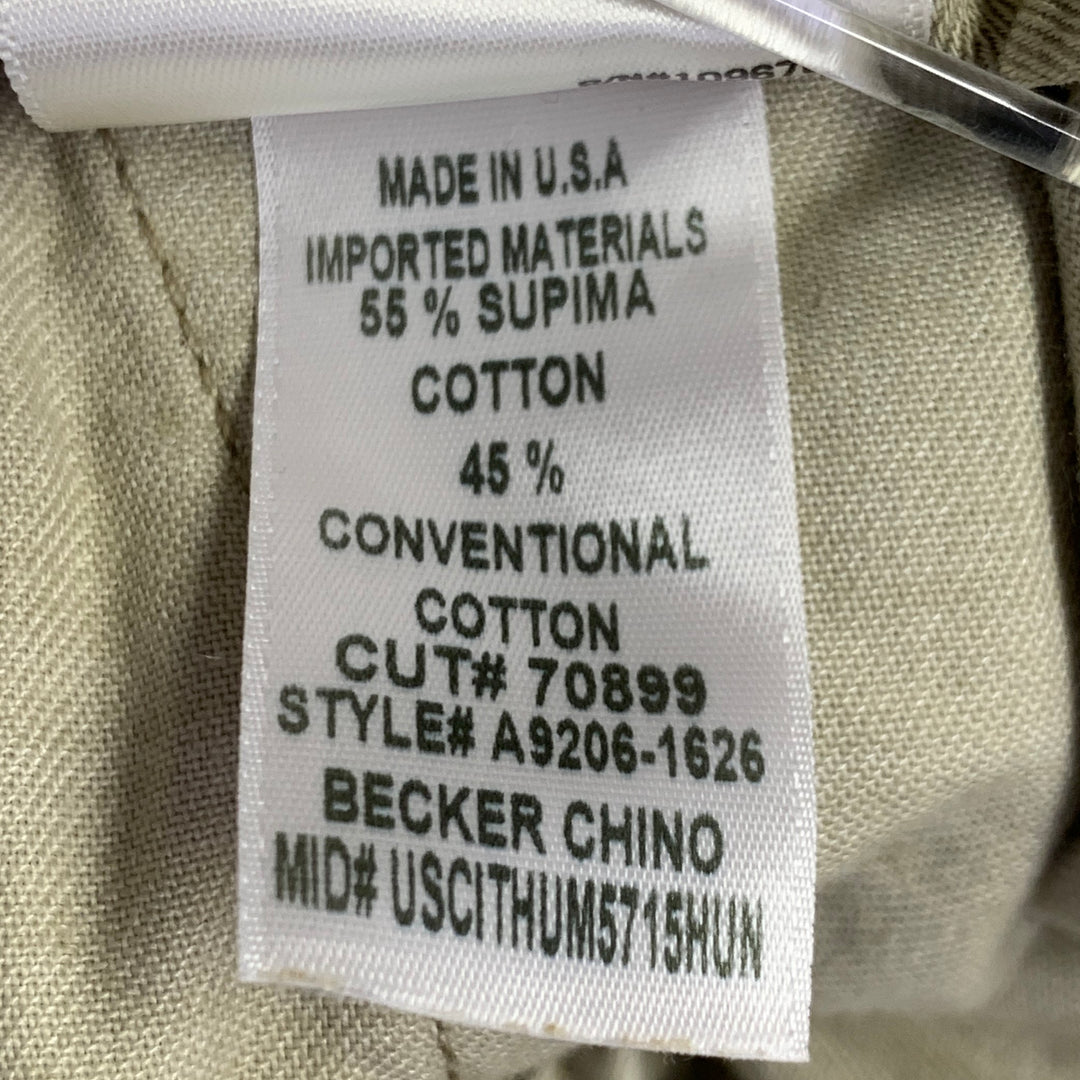 MADE IN U.S.A
IMPORTED MATERIALS
55 % SUPIMA
COTTON
45 %
CONVENTIONAL
COTTON
CUT# 70899
STYLE# A9206-1626
BECKER CHINO
MID# USCITHUM5715HUN